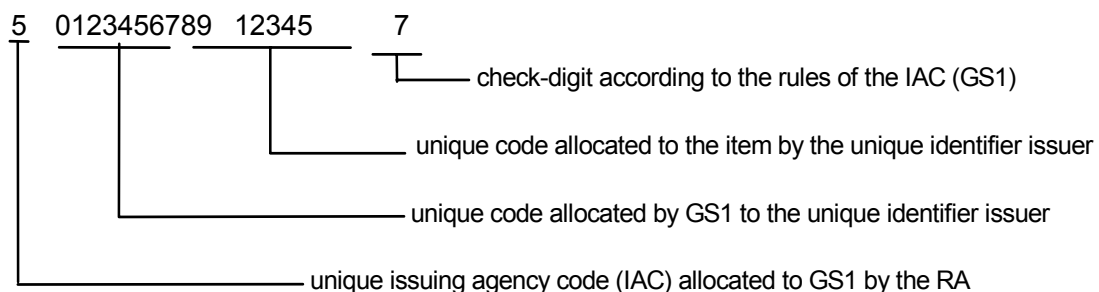 5 0123456789 12345 7
check-digit according to the rules of the IAC (GS1)
unique code allocated to the item by the unique identifier issuer
unique code allocated by GS1 to the unique identifier issuer
unique issuing agency code (IAC) allocated to GS1 by the RA